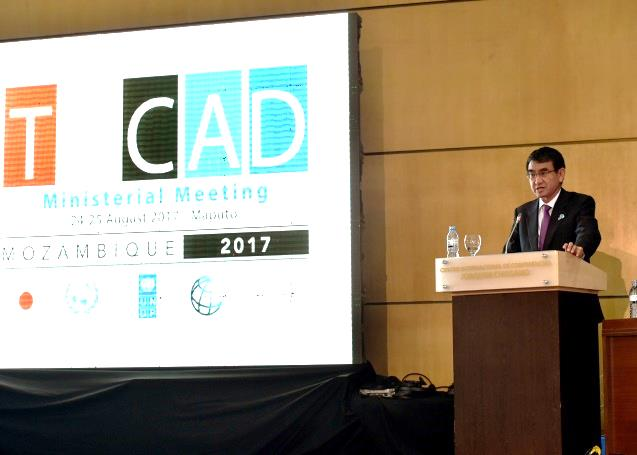 T CAD
Ministerial Meeting
24-25 August 2017 - Maputo
MOZAMBIQUE 2017